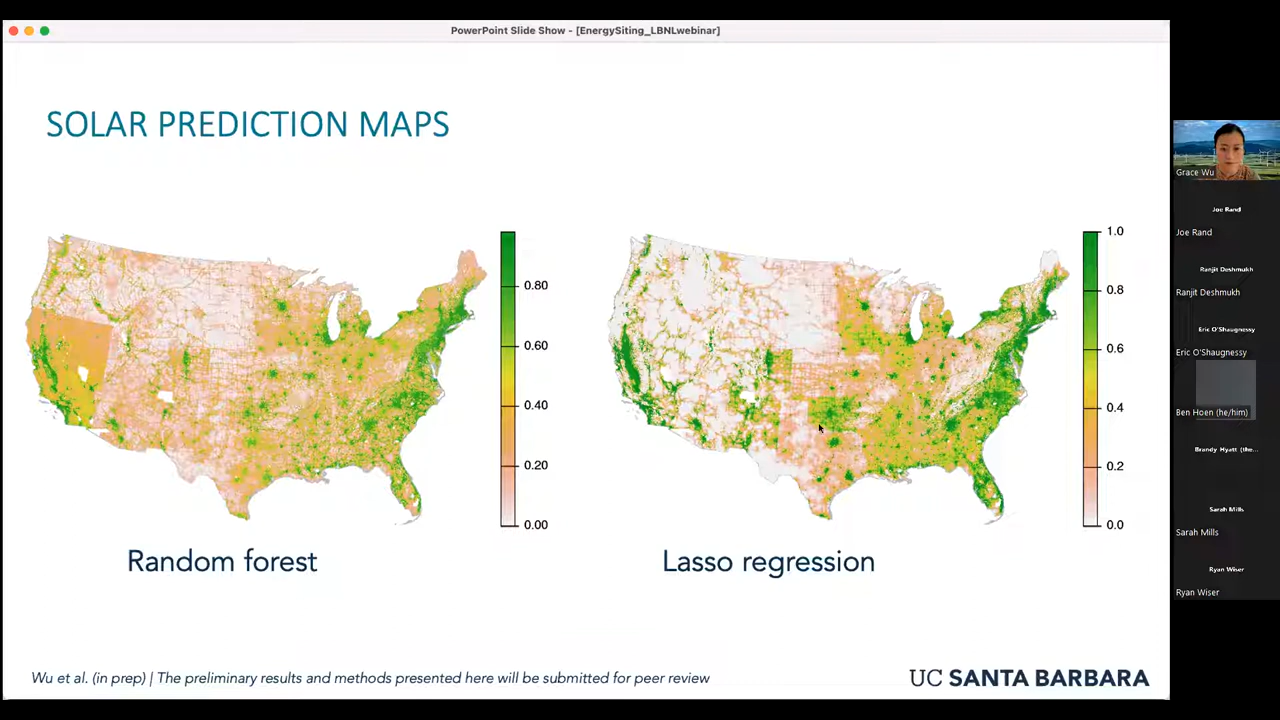 PowerPoint Slide Show - [EnergySiting_LBNLwebinar]
SOLAR PREDICTION MAPS
0.80
0.60
0.40
0.20
0.00
Random forest
1.0
0.8
0.6
0.4
0.2
0.0
Lasso regression
Wu et al. (in prep) | The preliminary results and methods presented here will be submitted for peer review
UC SANTA BARBARA
Grace Wu
Joe Rand
Joe Rand
Ranjit Deshmukh
Ranjit Deshmukh
Eric O'Shaugnessy
Eric O'Shaugnessy
Ben Hoen (he/him)
Brandy Hyatt (the...
Sarah Mills
Sarah Mills
Ryan Wiser
Ryan Wiser